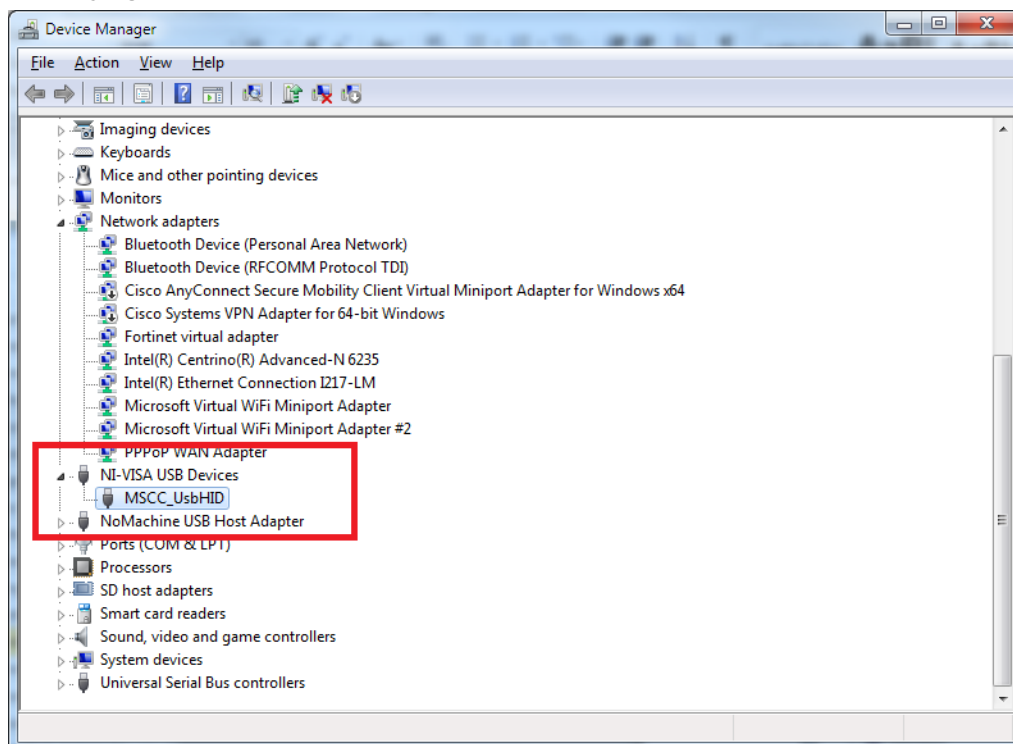 Device Manager
File Action View Help
Imaging devices
Keyboards
Mice and other pointing devices
Monitors
Network adapters
Bluetooth Device (Personal Area Network)
Bluetooth Device (RFCOMM Protocol TDI)
Cisco AnyConnect Secure Mobility Client Virtual Miniport Adapter for Windows x64
Cisco Systems VPN Adapter for 64-bit Windows
Fortinet virtual adapter
Intel(R) Centrino(R) Advanced-N 6235
Intel(R) Ethernet Connection I217-LM
Microsoft Virtual WiFi Miniport Adapter
Microsoft Virtual WiFi Miniport Adapter #2
PPPoP WAN Adapter
NI-VISA USB Devices
MSCC_UsbHID
NoMachine USB Host Adapter
Ports (COM & LPT)
Processors
SD host adapters
Smart card readers
Sound, video and game controllers
System devices
Universal Serial Bus controllers